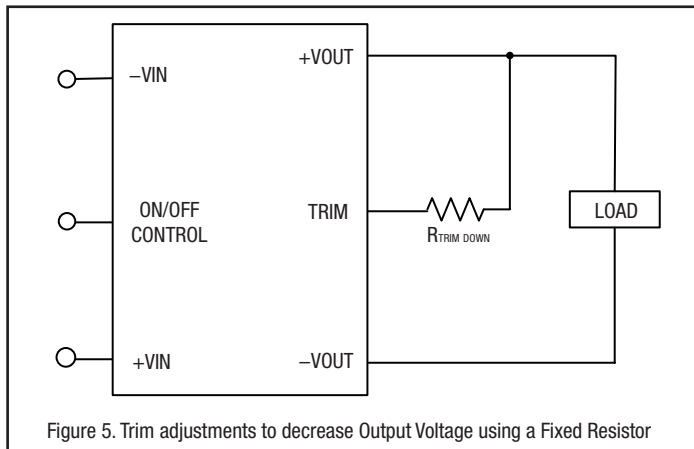 –VIN
+VOUT
ON/OFF
CONTROL
TRIM
RTRIM DOWN
LOAD
+VIN
–VOUT
Figure 5. Trim adjustments to decrease Output Voltage using a Fixed Resistor